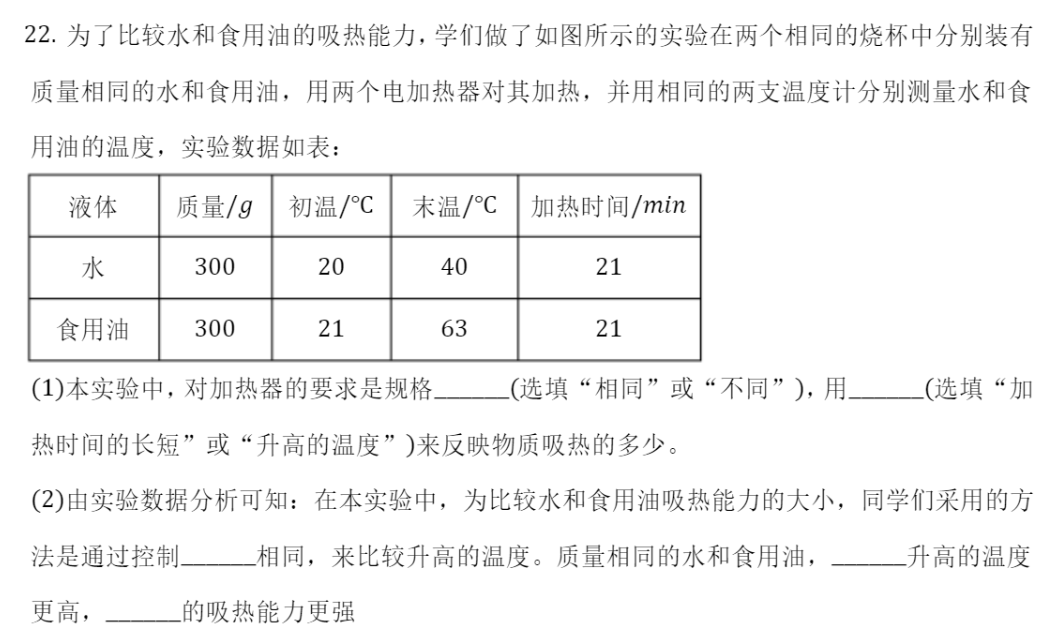 22. 为了比较水和食用油的吸热能力，学们做了如图所示的实验在两个相同的烧杯中分别装有
质量相同的水和食用油，用两个电加热器对其加热，并用相同的两支温度计分别测量水和食
用油的温度，实验数据如表：
液体 质量/g 初温/℃ 末温/℃ 加热时间/min
水 300 20 40 21
食用油 300 21 63 21
(1)本实验中，对加热器的要求是规格______(选填“相同”或“不同”)，用______(选填“加
热时间的长短”或“升高的温度”)来反映物质吸热的多少。
(2)由实验数据分析可知：在本实验中，为比较水和食用油吸热能力的大小，同学们采用的方
法是通过控制______相同，来比较升高的温度。质量相同的水和食用油，______升高的温度
更高，______的吸热能力更强